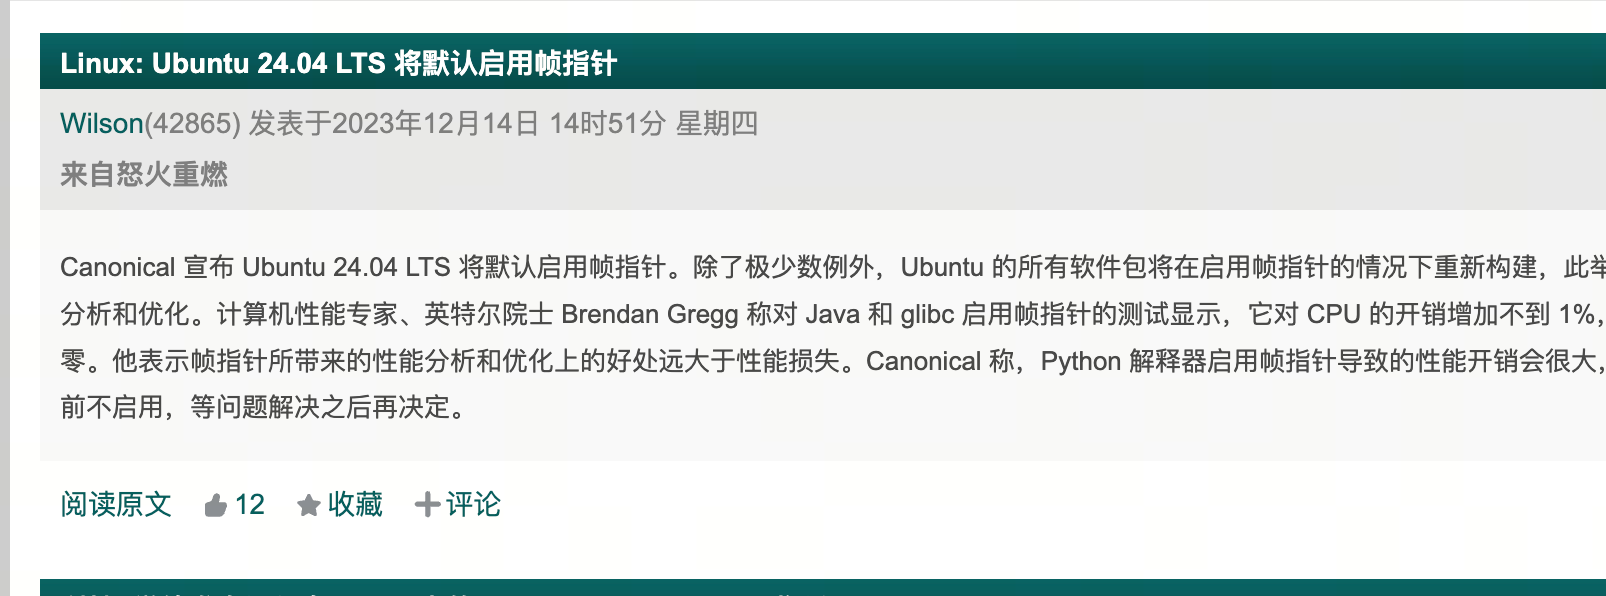 Linux: Ubuntu 24.04 LTS 将默认启用帧指针
Wilson(42865) 发表于2023年12月14日 14时51分 星期四
来自怒火重燃
Canonical 宣布 Ubuntu 24.04 LTS 将默认启用帧指针。除了极少数例外，Ubuntu 的所有软件包将在启用帧指针的情况下重新构建，此举
分析和优化。计算机性能专家、英特尔院士 Brendan Gregg 称对 Java 和 glibc 启用帧指针的测试显示，它对 CPU 的开销增加不到 1%，
零。他表示帧指针所带来的性能分析和优化上的好处远大于性能损失。Canonical 称，Python 解释器启用帧指针导致的性能开销会很大，
前不启用，等问题解决之后再决定。
阅读原文 12 收藏 评论